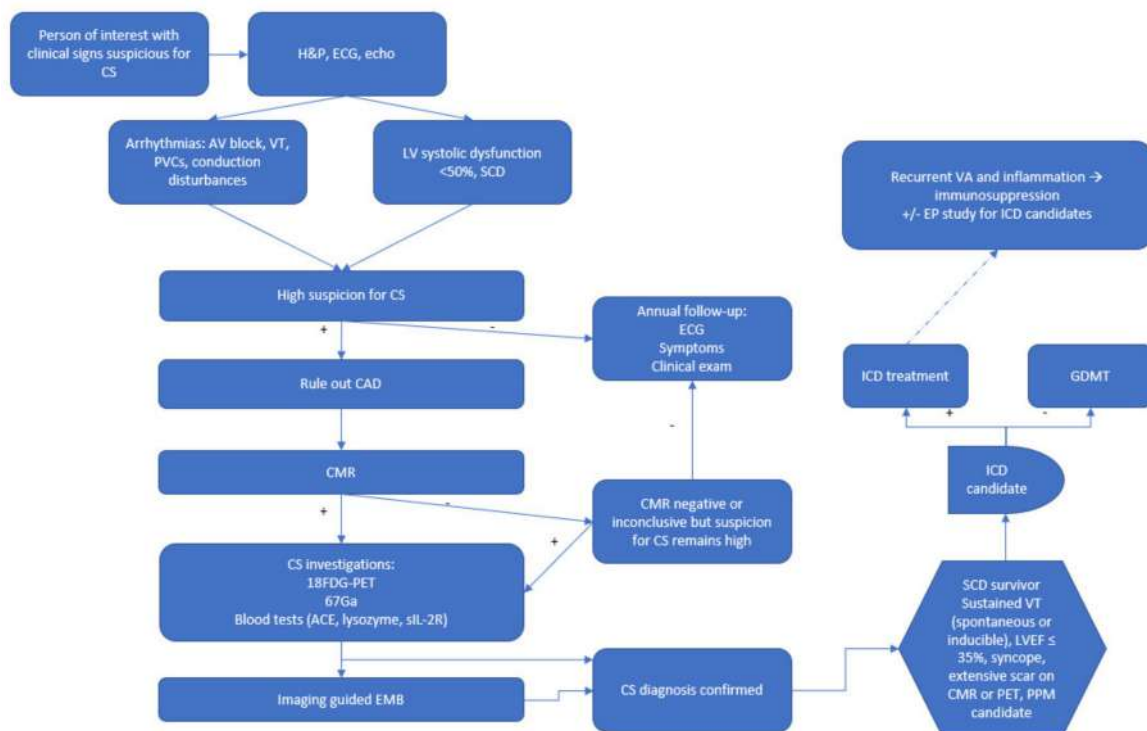 Person of interest with
clinical signs suspicious for
CS
H&P, ECG, echo
Arrhythmias: AV block, VT,
PVCs, conduction
disturbances
LV systolic dysfunction
<50%, SCD
Recurrent VA and inflammation →
immunosuppression
+/- EP study for ICD candidates
High suspicion for CS
+
-
Annual follow-up:
ECG
Symptoms
Clinical exam
Rule out CAD
ICD treatment
GDMT
+
-
-
CMR
+
-
ICD
candidate
CMR negative or
inconclusive but suspicion
for CS remains high
+
CS investigations:
18FDG-PET
67Ga
Blood tests (ACE, lysozyme, sIL-2R)
SCD survivor
Sustained VT
(spontaneous or
inducible), LVEF ≤
35%, syncope,
extensive scar on
CMR or PET, PPM
candidate
Imaging guided EMB
CS diagnosis confirmed